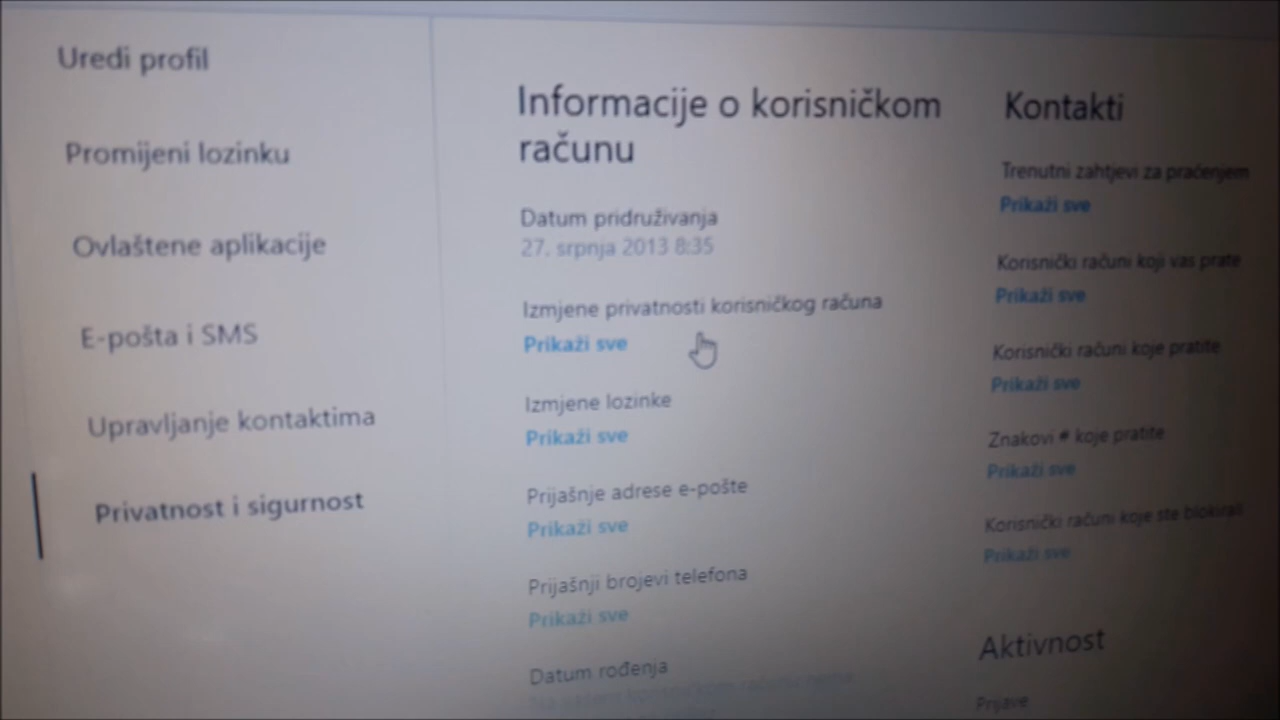 Uredi profil
Promijeni lozinku
Ovlaštene aplikacije
E-pošta i SMS
Upravljanje kontaktima
Privatnost i sigurnost
Informacije o korisničkom
računu
Datum pridruživanja
27. srpnja 2013 8:35
Izmjene privatnosti korisničkog računa
Prikaži sve
Izmjene lozinke
Prikaži sve
Prijašnje adrese e-pošte
Prikaži sve
Prijašnji brojevi telefona
Prikaži sve
Datum rođenja
Kontakti
Trenutni zahtjevi za praćenjem
Prikaži sve
Korisnički računi koji vas prate
Prikaži sve
Korisnički računi koje pratite
Prikaži sve
Znakovi # koje pratite
Prikaži sve
Korisnički računi koje ste blokirali
Prikaži sve
Aktivnost
Prijave